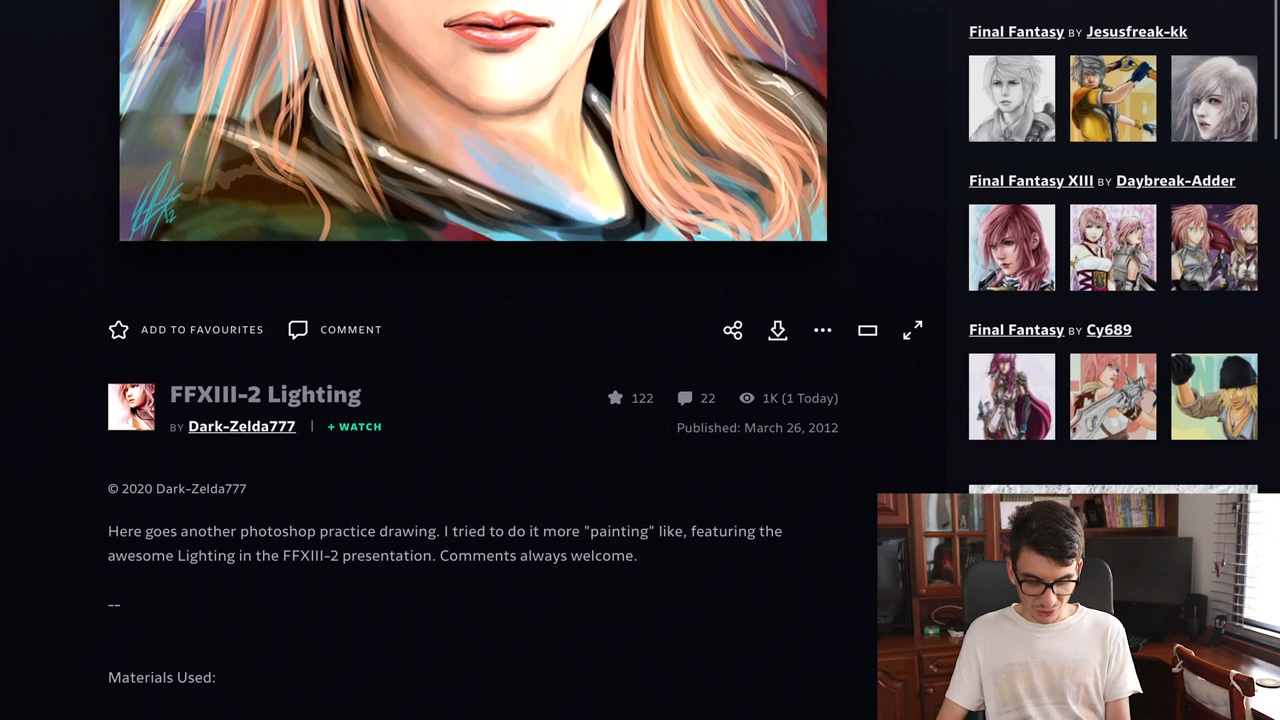 ADD TO FAVOURITES
COMMENT
FFXIII-2 Lighting
BY Dark-Zelda777 | + WATCH
122 22 1K (1 Today)
Published: March 26, 2012
© 2020 Dark-Zelda777
Here goes another photoshop practice drawing. I tried to do it more "painting" like, featuring the
awesome Lighting in the FFXIII-2 presentation. Comments always welcome.
--
Materials Used:
Final Fantasy BY Jesusfreak-kk
Final Fantasy XIII BY Daybreak-Adder
Final Fantasy BY Cy689